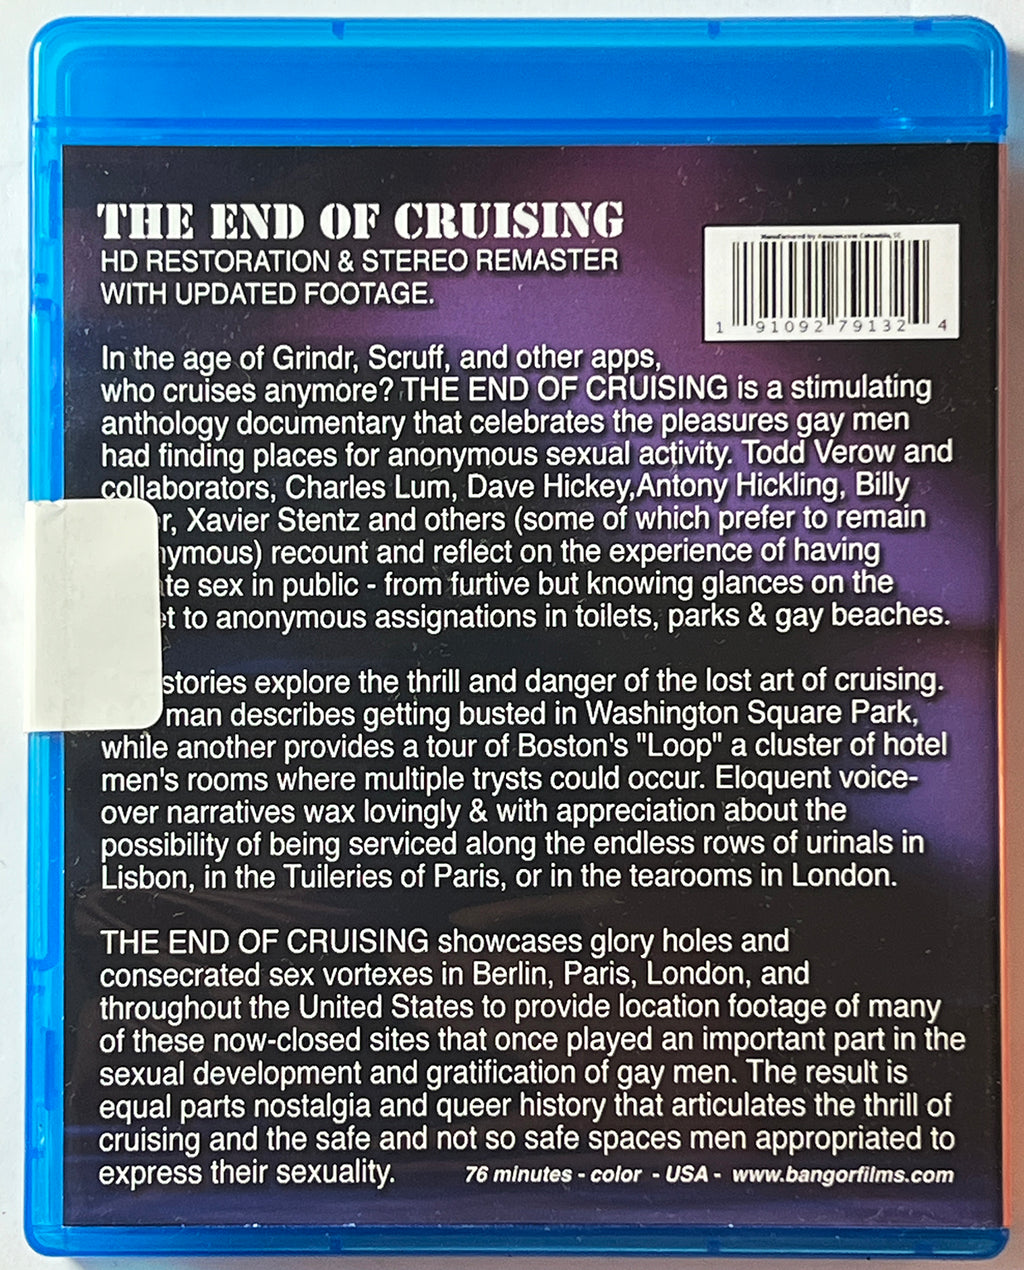 THE END OF CRUISING
HD RESTORATION & STEREO REMASTER
WITH UPDATED FOOTAGE.
Manufactured by Amazon.com Columbia, SC
1 91092 79132 4
In the age of Grindr, Scruff, and other apps,
who cruises anymore? THE END OF CRUISING is a stimulating
anthology documentary that celebrates the pleasures gay men
had finding places for anonymous sexual activity. Todd Verow and
collaborators, Charles Lum, Dave Hickey,Antony Hickling, Billy
r, Xavier Stentz and others (some of which prefer to remain
nymous) recount and reflect on the experience of having
te sex in public - from furtive but knowing glances on the
et to anonymous assignations in toilets, parks & gay beaches.
stories explore the thrill and danger of the lost art of cruising.
man describes getting busted in Washington Square Park,
while another provides a tour of Boston's "Loop" a cluster of hotel
men's rooms where multiple trysts could occur. Eloquent voice-
over narratives wax lovingly & with appreciation about the
possibility of being serviced along the endless rows of urinals in
Lisbon, in the Tuileries of Paris, or in the tearooms in London.
THE END OF CRUISING showcases glory holes and
consecrated sex vortexes in Berlin, Paris, London, and
throughout the United States to provide location footage of many
of these now-closed sites that once played an important part in the
sexual development and gratification of gay men. The result is
equal parts nostalgia and queer history that articulates the thrill of
cruising and the safe and not so safe spaces men appropriated to
express their sexuality. 76 minutes - color - USA - www.bangorfilms.com